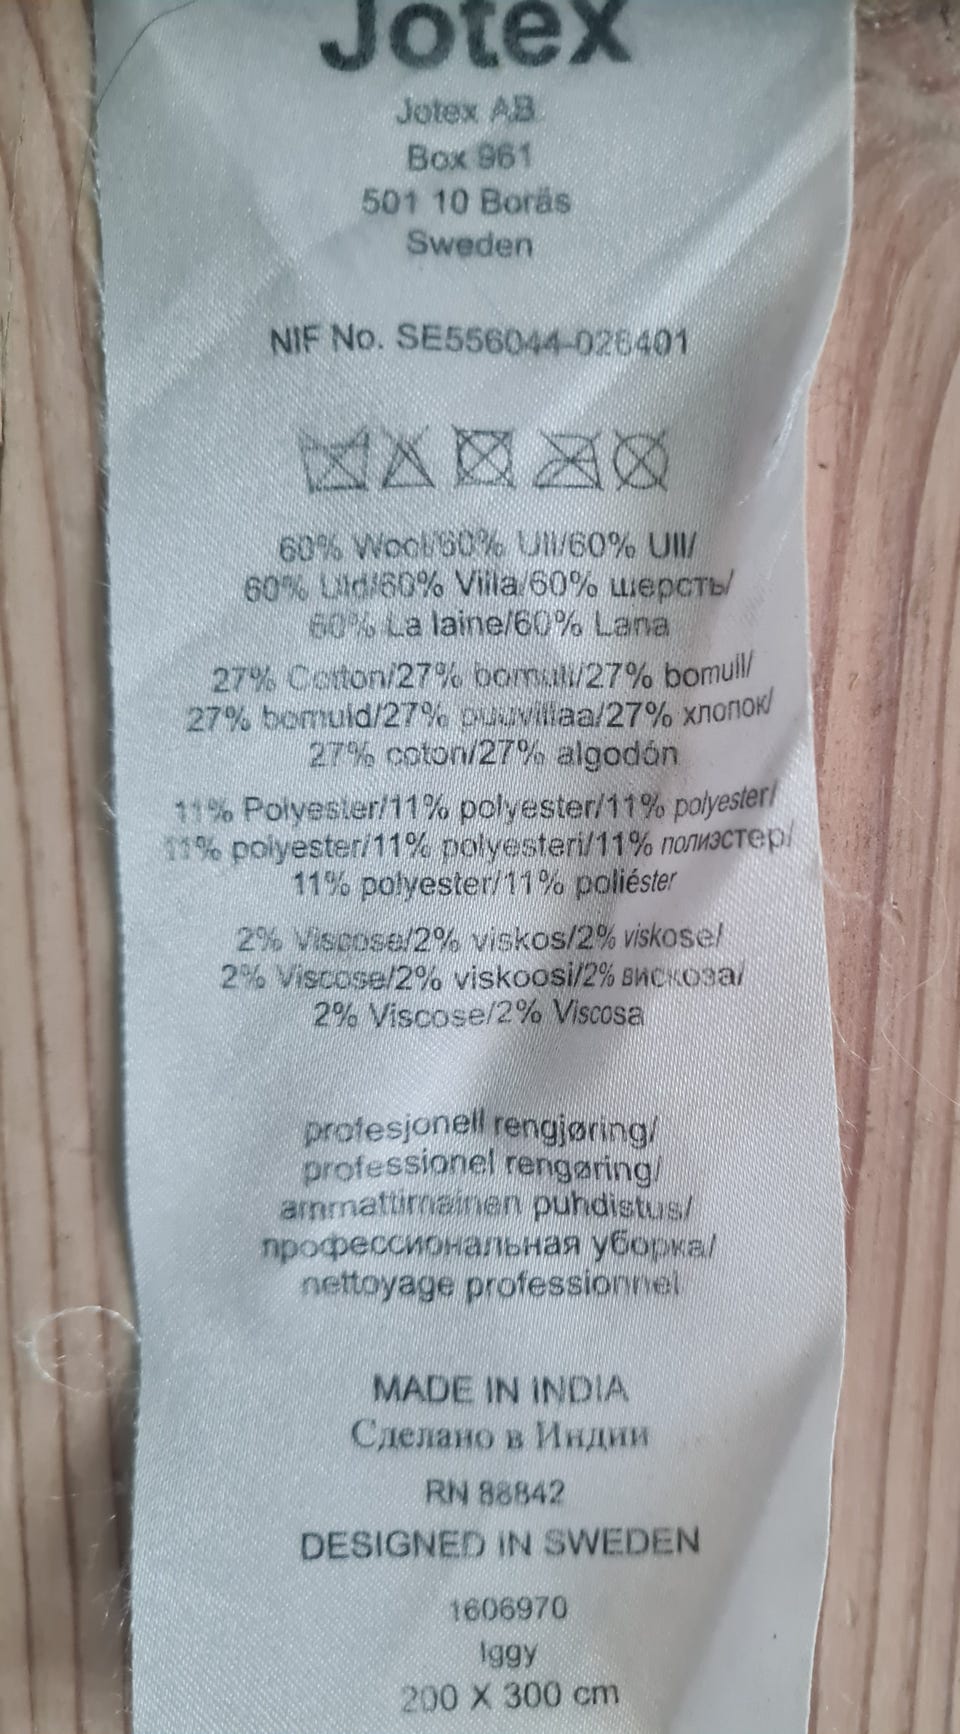 Jotex
Jotex AB
Box 961
501 10 Borås
Sweden
NIF No. SE556044-026401
60% Wool/60% Ull/60% Ull/
60% Uld/60% Villa/60% шерсть/
60% La laine/60% Lana
27% Cotton/27% bomull/27% bomull/
27% bomuld/27% puuvillaa/27% хлопок/
27% coton/27% algodón
11% Polyester/11% polyester/11% polyester/
11% polyester/11% polyesteri/11% полиэстер/
11% polyester/11% poliéster
2% Viscose/2% viskos/2% viskose/
2% Viscose/2% viskoosi/2% вискоза/
2% Viscose/2% Viscosa
profesjonell rengjøring/
professionel rengøring/
ammattimainen puhdistus/
профессиональная уборка/
nettoyage professionnel
MADE IN INDIA
Сделано в Индии
RN 88842
DESIGNED IN SWEDEN
1606970
Iggy
200 X 300 cm